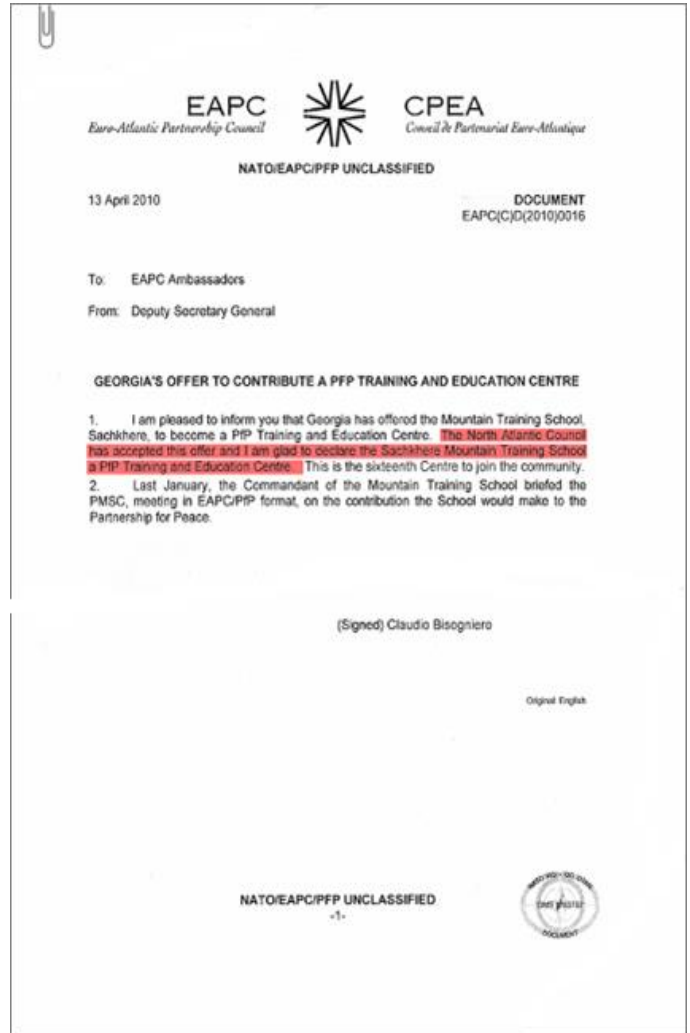 EAPC
Euro-Atlantic Partnership Council
CPEA
Conseil de Partenariat Euro-Atlantique
NATO/EAPC/PFP UNCLASSIFIED
13 April 2010
DOCUMENT
EAPC(C)D(2010)0016
To: EAPC Ambassadors
From: Deputy Secretary General
GEORGIA'S OFFER TO CONTRIBUTE A PFP TRAINING AND EDUCATION CENTRE
1. I am pleased to inform you that Georgia has offered the Mountain Training School,
Sachkhere, to become a PfP Training and Education Centre. The North Atlantic Council
has accepted this offer and I am glad to declare the Sachkhere Mountain Training School
a PfP Training and Education Centre. This is the sixteenth Centre to join the community.
2. Last January, the Commandant of the Mountain Training School briefed the
PMSC, meeting in EAPC/PfP format, on the contribution the School would make to the
Partnership for Peace.
(Signed) Claudio Bisogniero
Original English
NATO/EAPC/PFP UNCLASSIFIED
-1-
DOCUMENT